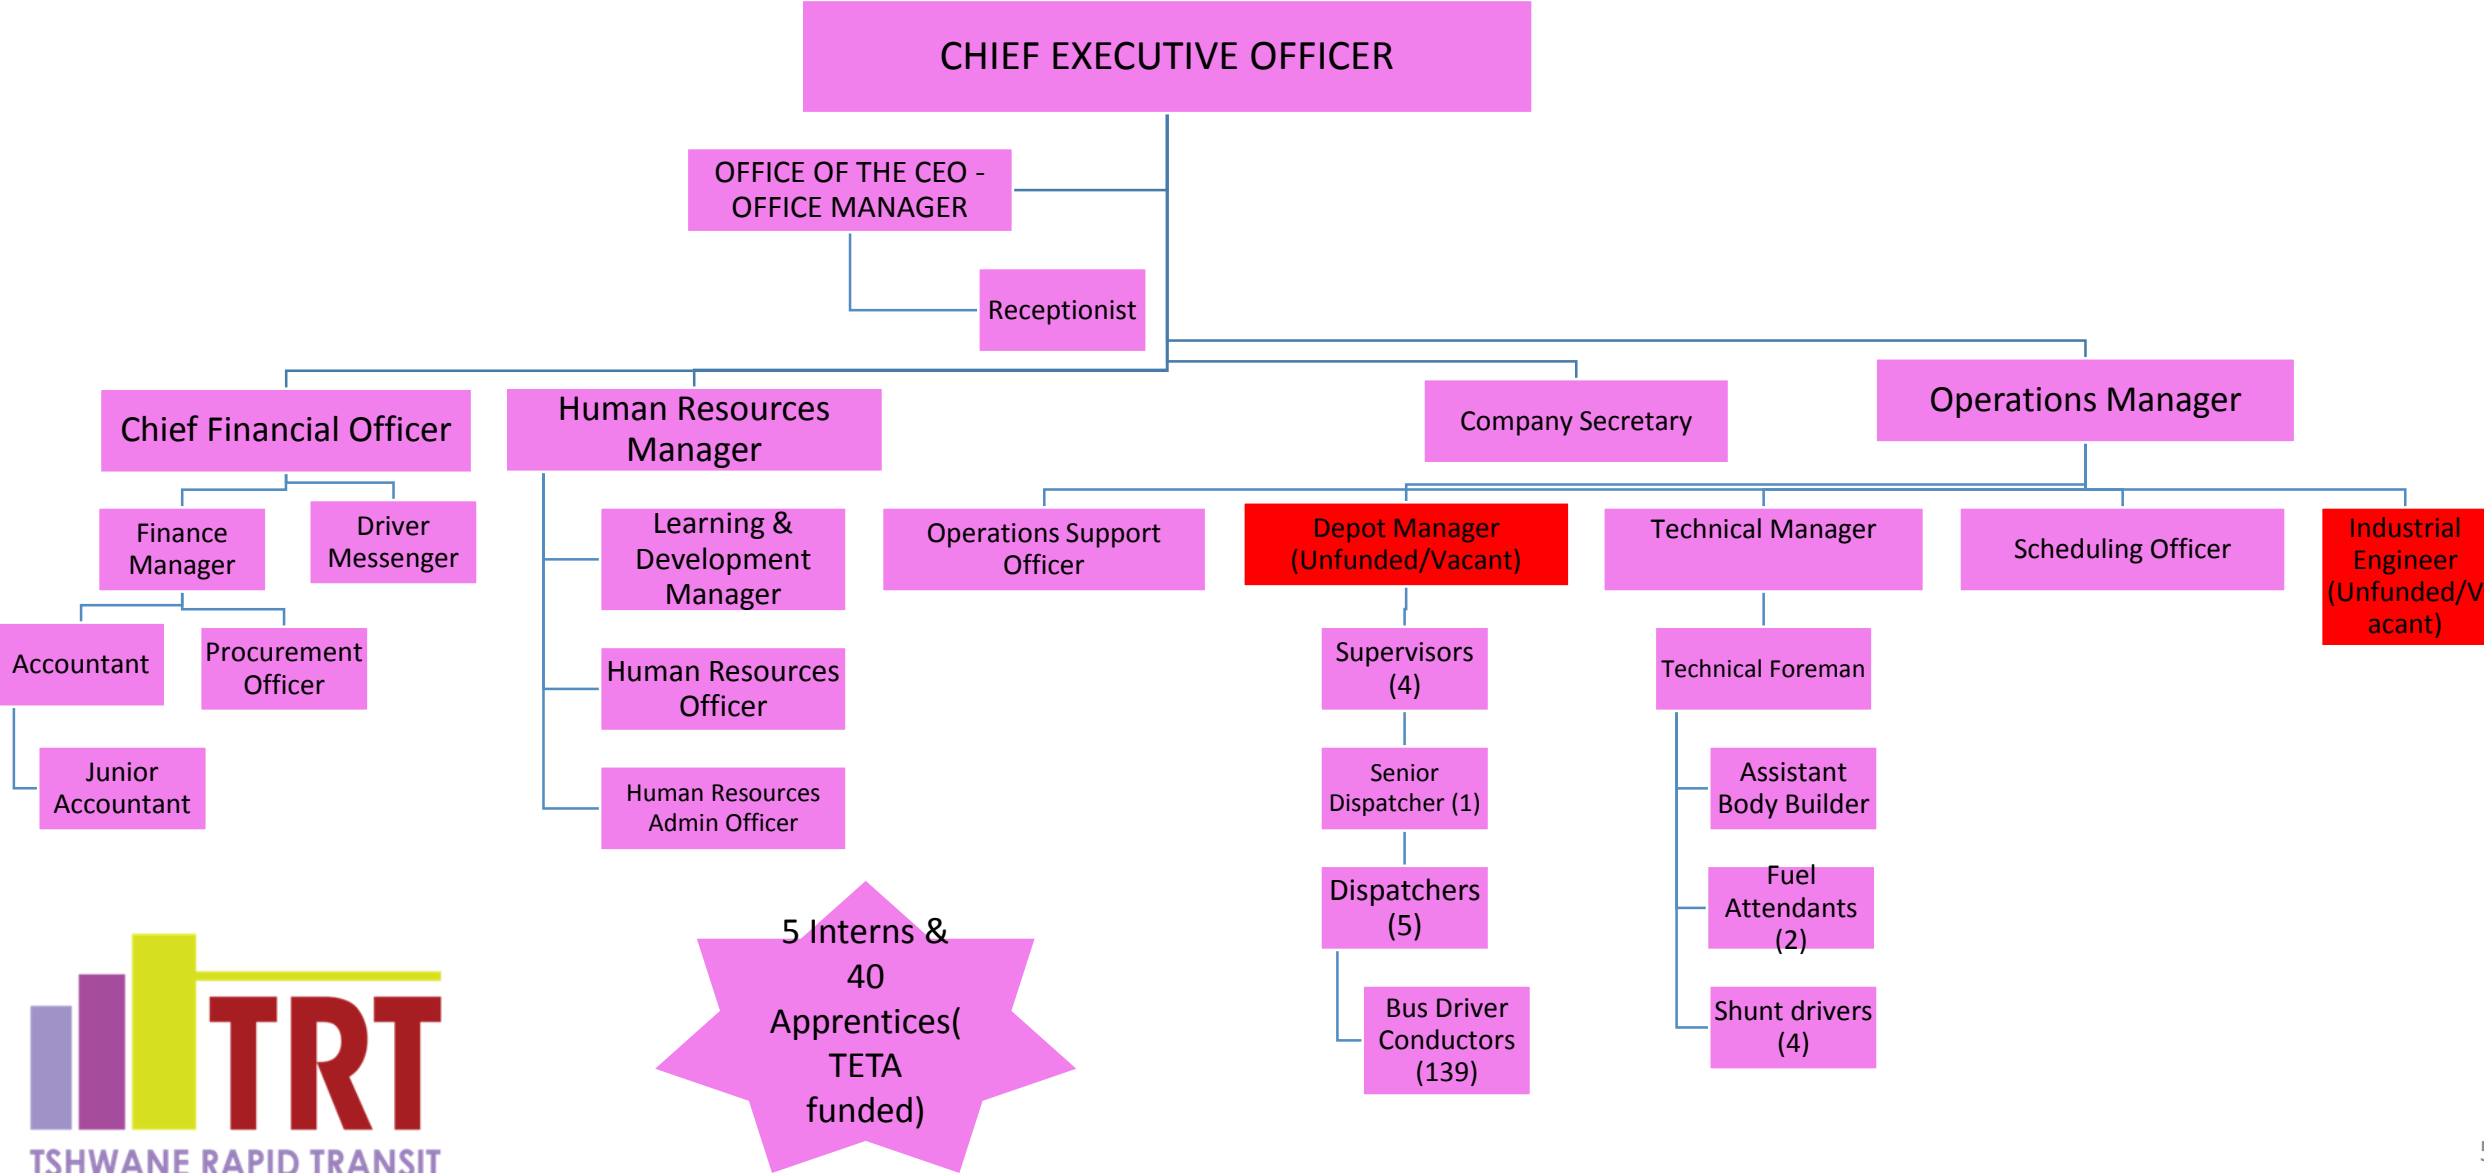 CHIEF EXECUTIVE OFFICER
OFFICE OF THE CEO -
OFFICE MANAGER
Receptionist
Chief Financial Officer
Human Resources
Manager
Company Secretary
Operations Manager
Finance
Manager
Driver
Messenger
Learning &
Development
Manager
Operations Support
Officer
Depot Manager
(Unfunded/Vacant)
Technical Manager
Scheduling Officer
Industrial
Engineer
(Unfunded/V
acant)
Accountant
Procurement
Officer
Human Resources
Officer
Supervisors
(4)
Technical Foreman
Junior
Accountant
Human Resources
Admin Officer
Senior
Dispatcher (1)
Assistant
Body Builder
Dispatchers
(5)
Fuel
Attendants
(2)
Bus Driver
Conductors
(139)
Shunt drivers
(4)
5 Interns &
40
Apprentices(
TETA
funded)
TRT
TSHWANE RAPID TRANSIT